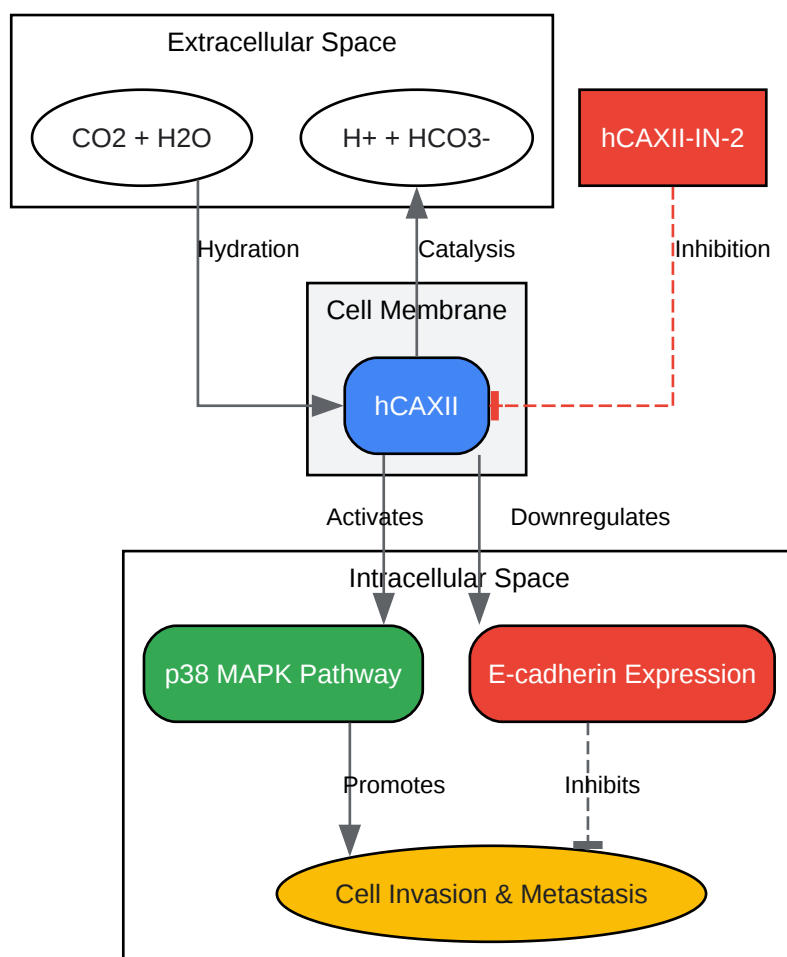 Extracellular Space
CO2 + H2O
H+ + HCO3-
hCAXII-IN-2
Hydration
Catalysis
Inhibition
Cell Membrane
hCAXII
Activates
Downregulates
Intracellular Space
p38 MAPK Pathway
E-cadherin Expression
Promotes
Inhibits
Cell Invasion & Metastasis